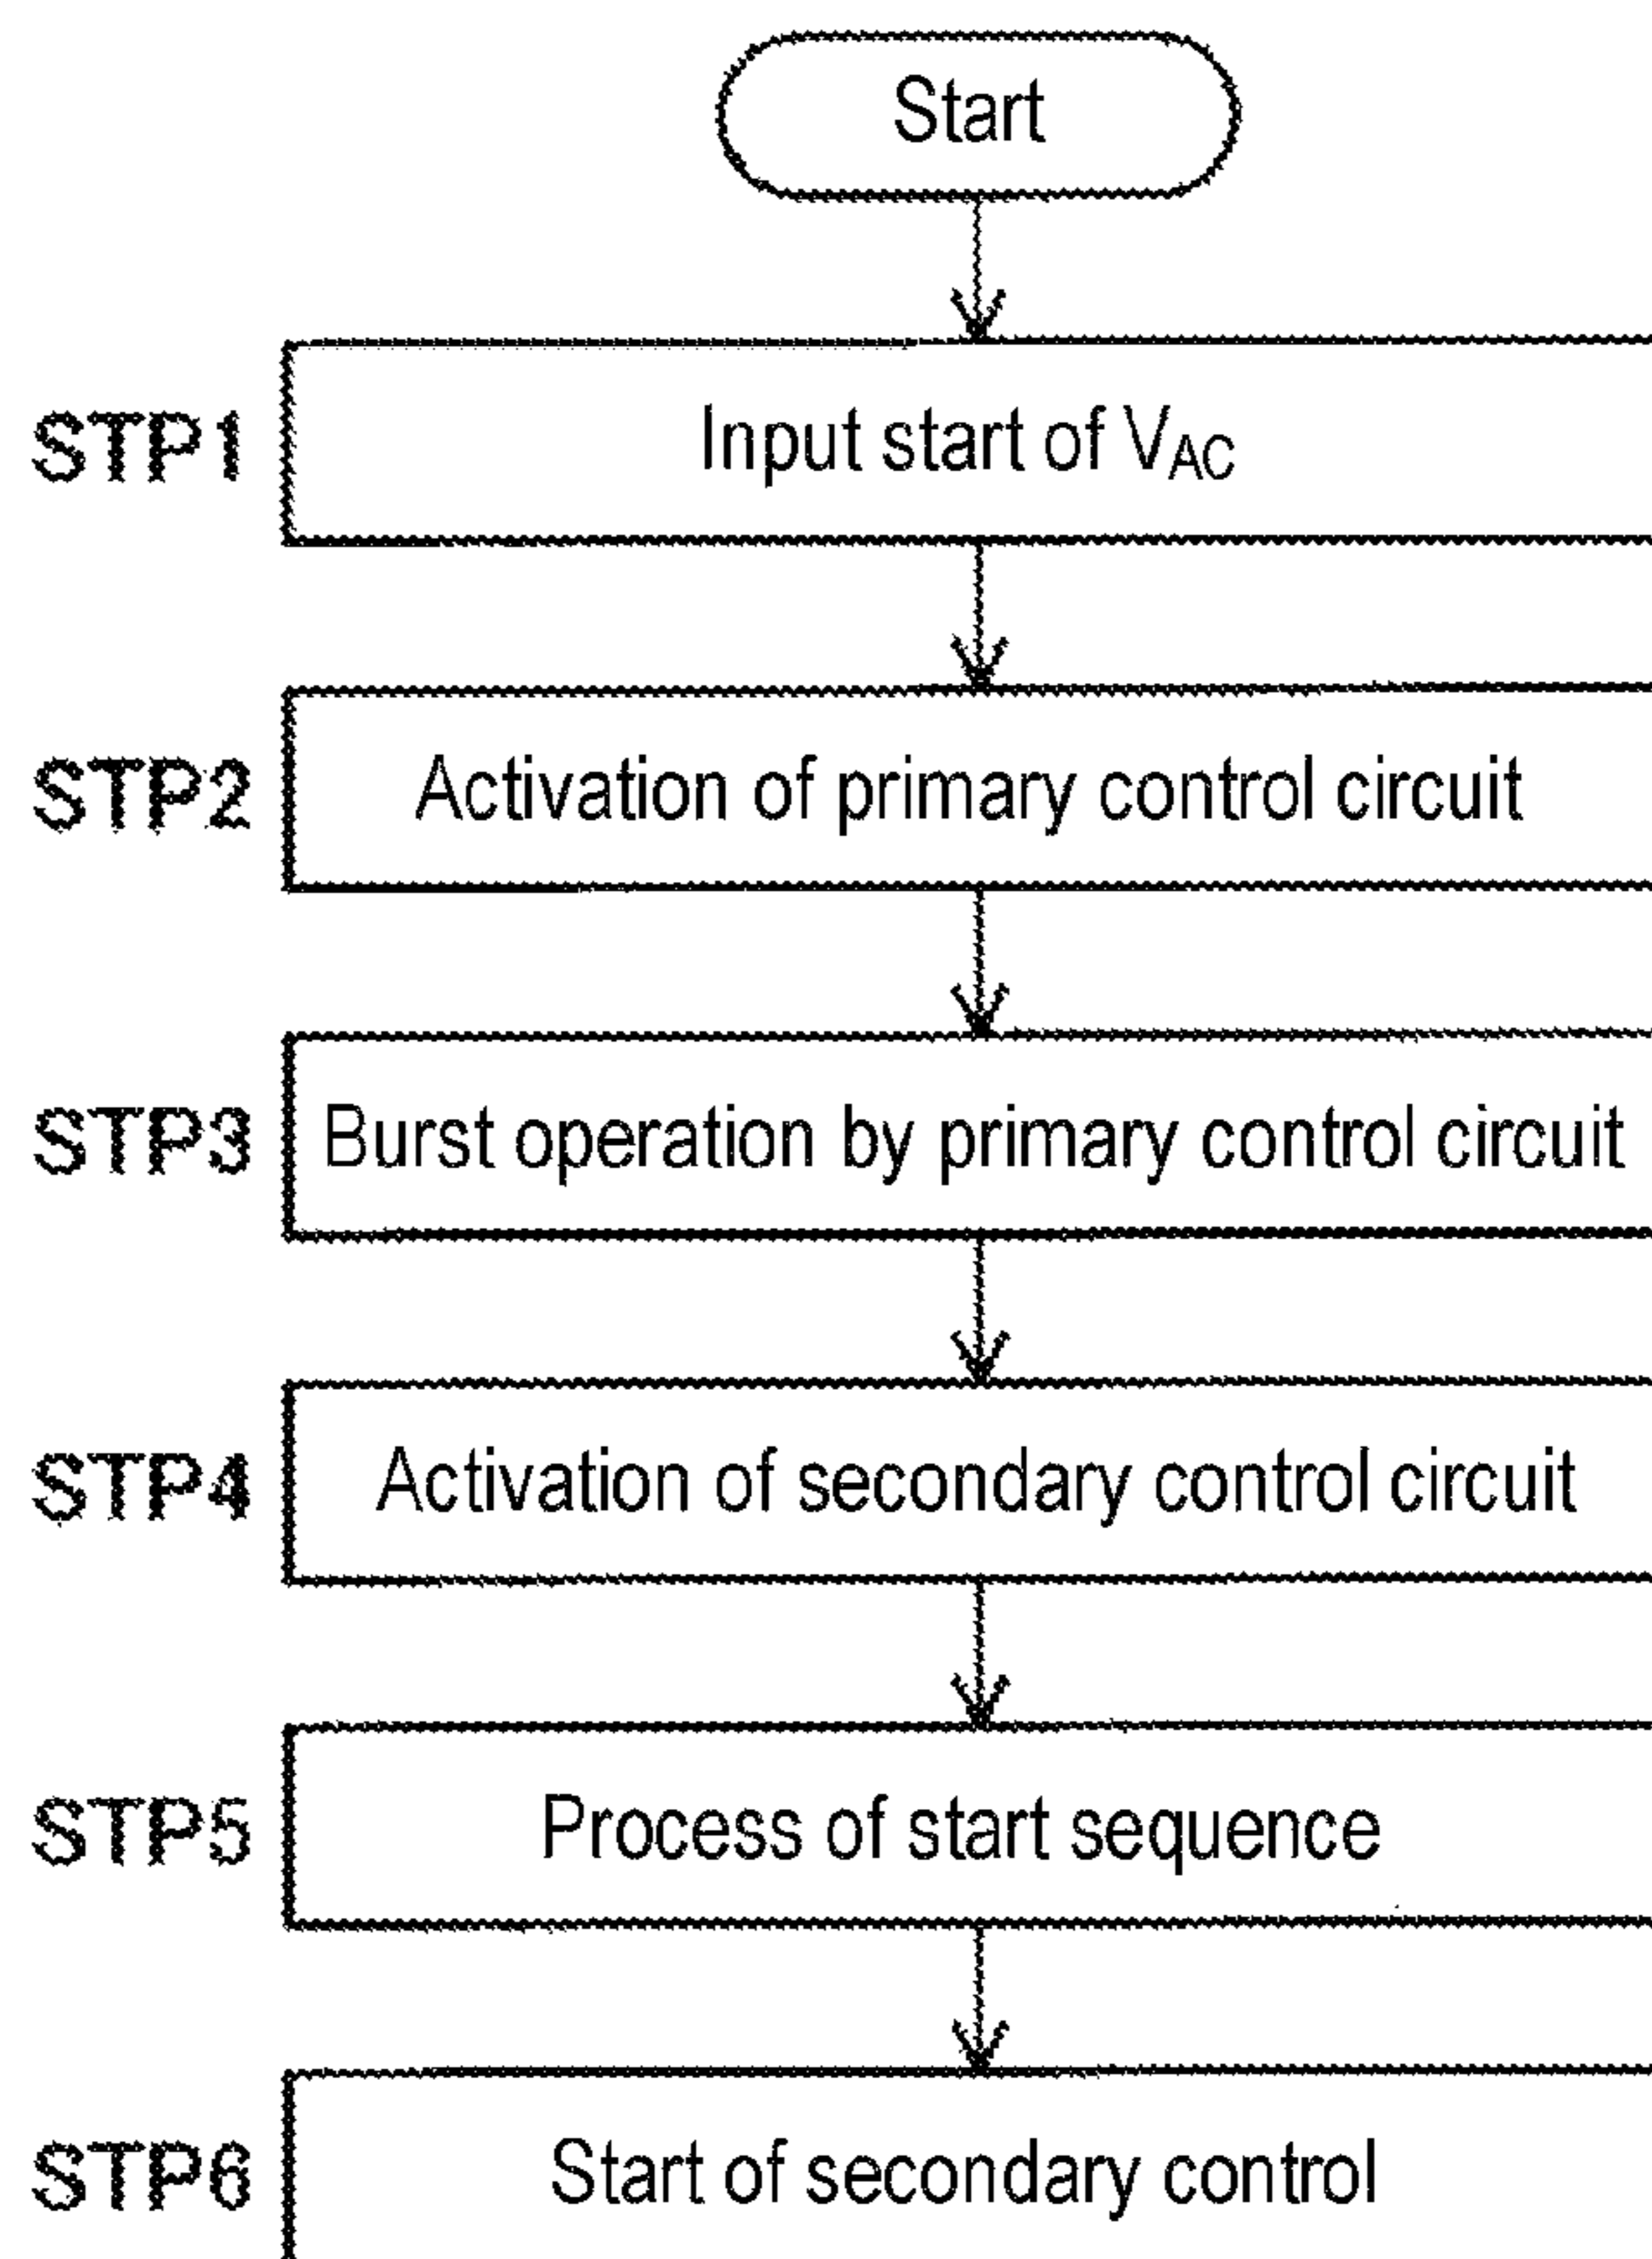 Start
STP1 Input start of VAC
STP2 Activation of primary control circuit
STP3 Burst operation by primary control circuit
STP4 Activation of secondary control circuit
STP5 Process of start sequence
STP6 Start of secondary control